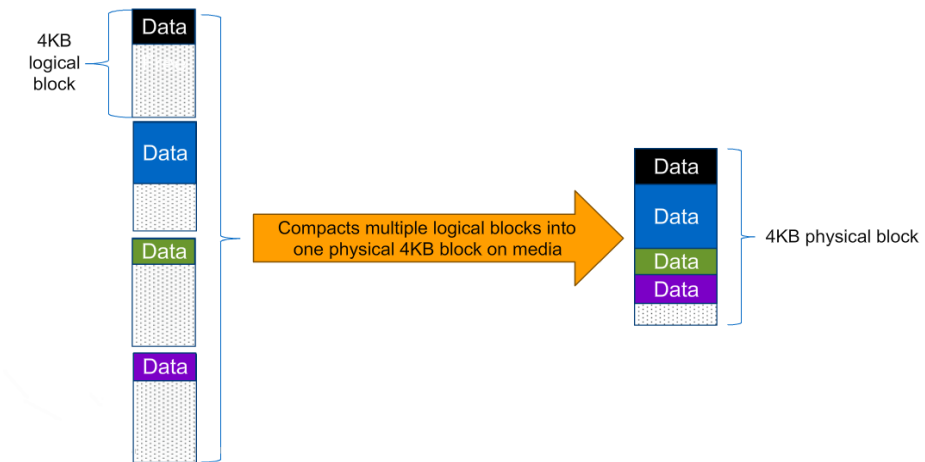 4KB
logical
block
Data
Data
Data
Data
Compacts multiple logical blocks into
one physical 4KB block on media
Data
Data
Data
Data
4KB physical block